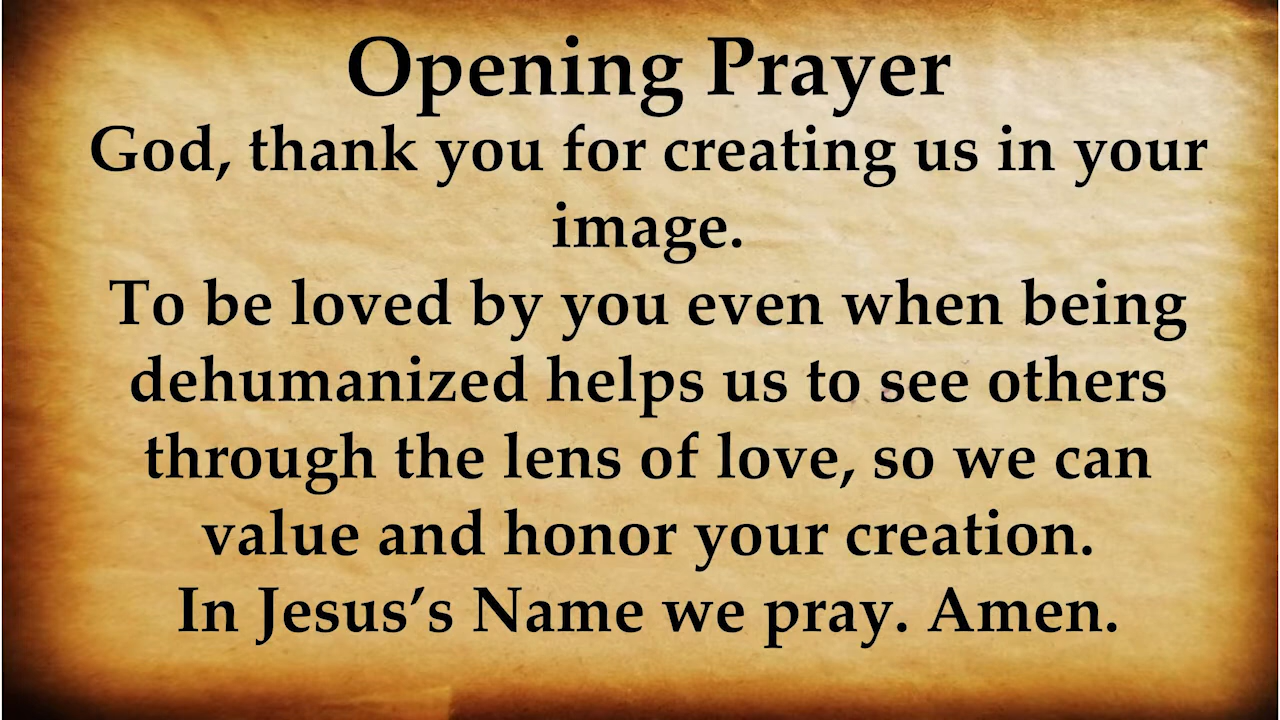 Opening Prayer
God, thank you for creating us in your
image.
To be loved by you even when being
dehumanized helps us to see others
through the lens of love, so we can
value and honor your creation.
In Jesus’s Name we pray. Amen.